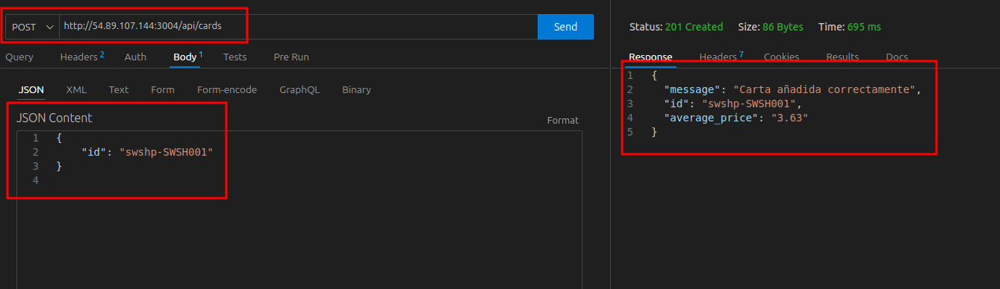 POST http://54.89.107.144:3004/api/cards Send
Query Headers 2 Auth Body 1 Tests Pre Run
JSON XML Text Form Form-encode GraphQL Binary
JSON Content Format
1 {
2 "id": "swshp-SWSH001"
3 }
4
Status: 201 Created Size: 86 Bytes Time: 695 ms
Response Headers 7 Cookies Results Docs
1 {
2 "message": "Carta añadida correctamente",
3 "id": "swshp-SWSH001",
4 "average_price": "3.63"
5 }